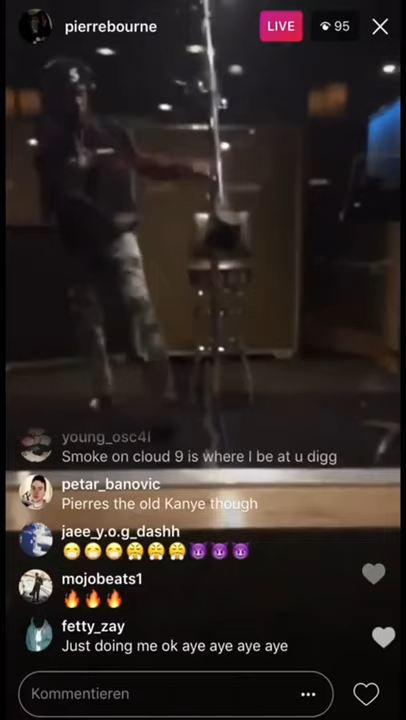 pierrebourne
LIVE
95
S
young_osc4l
Smoke on cloud 9 is where I be at u digg
petar_banovic
Pierres the old Kanye though
jaee_y.o.g_dashh
😁😁😁😤😤😤😈😈😈
mojobeats1
🔥🔥🔥
fetty_zay
Just doing me ok aye aye aye aye
Kommentieren